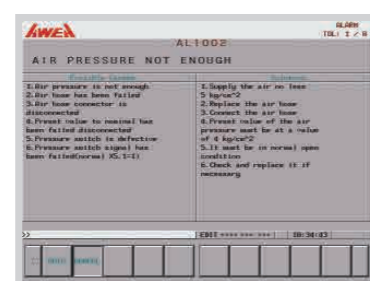 AWEA
ALARM
TOL: 1 / 8
AL1002
AIR PRESSURE NOT ENOUGH
Possible Causes
1.Air pressure is not enough
2.Air hose has been failed
3.Air hose connector is
disconnected
4.Preset value to nominal has
been failed disconnected
5.Pressure switch is defective
6.Pressure switch signal has
been failed(normal X5.1=1)
1.Supply the air no less
5 kg/cm^2
2.Replace the air hose
3.Connect the air hose
4.Preset value of the air
pressure must be at a value
of 4 kg/cm^2
5.It must be in normal open
condition
6.Check and replace it if
necessary
>>
EDIT **** *** ***